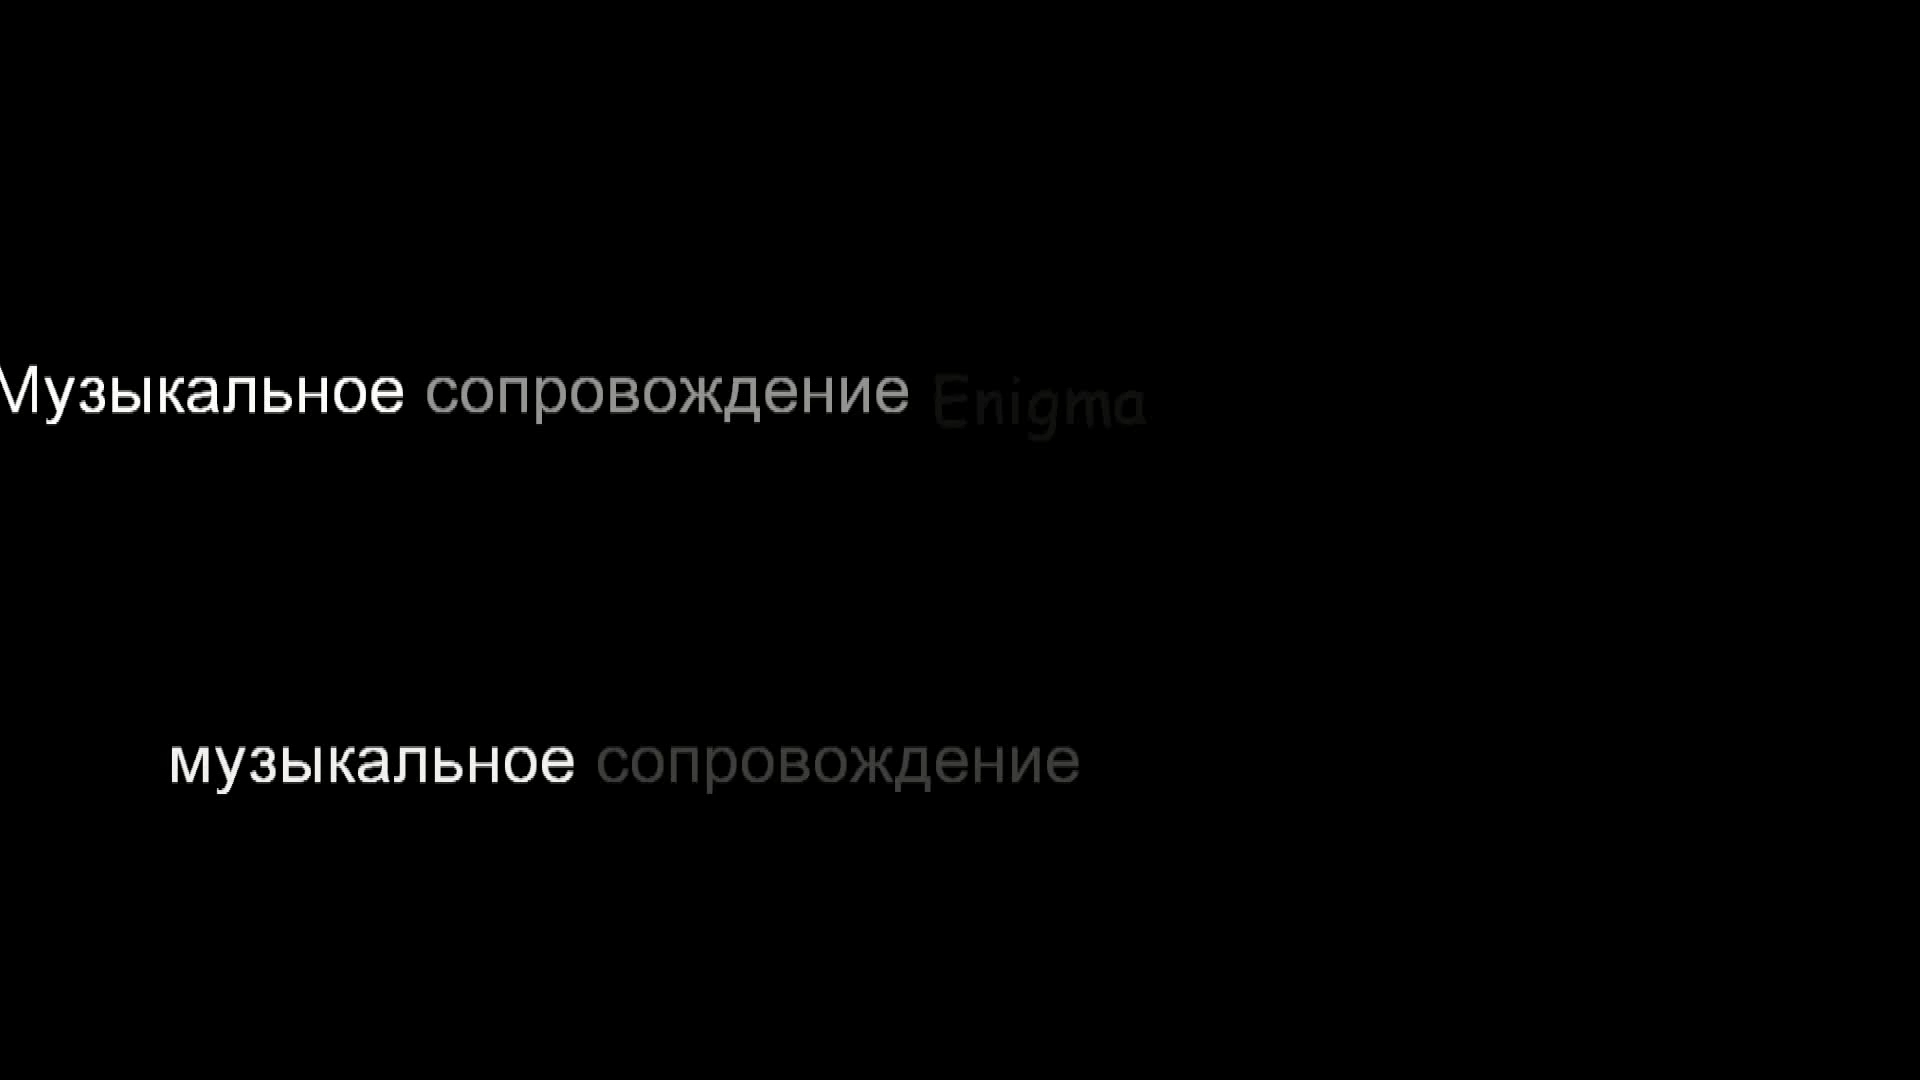 Музыкальное сопровождение Enigma
музыкальное сопровождение